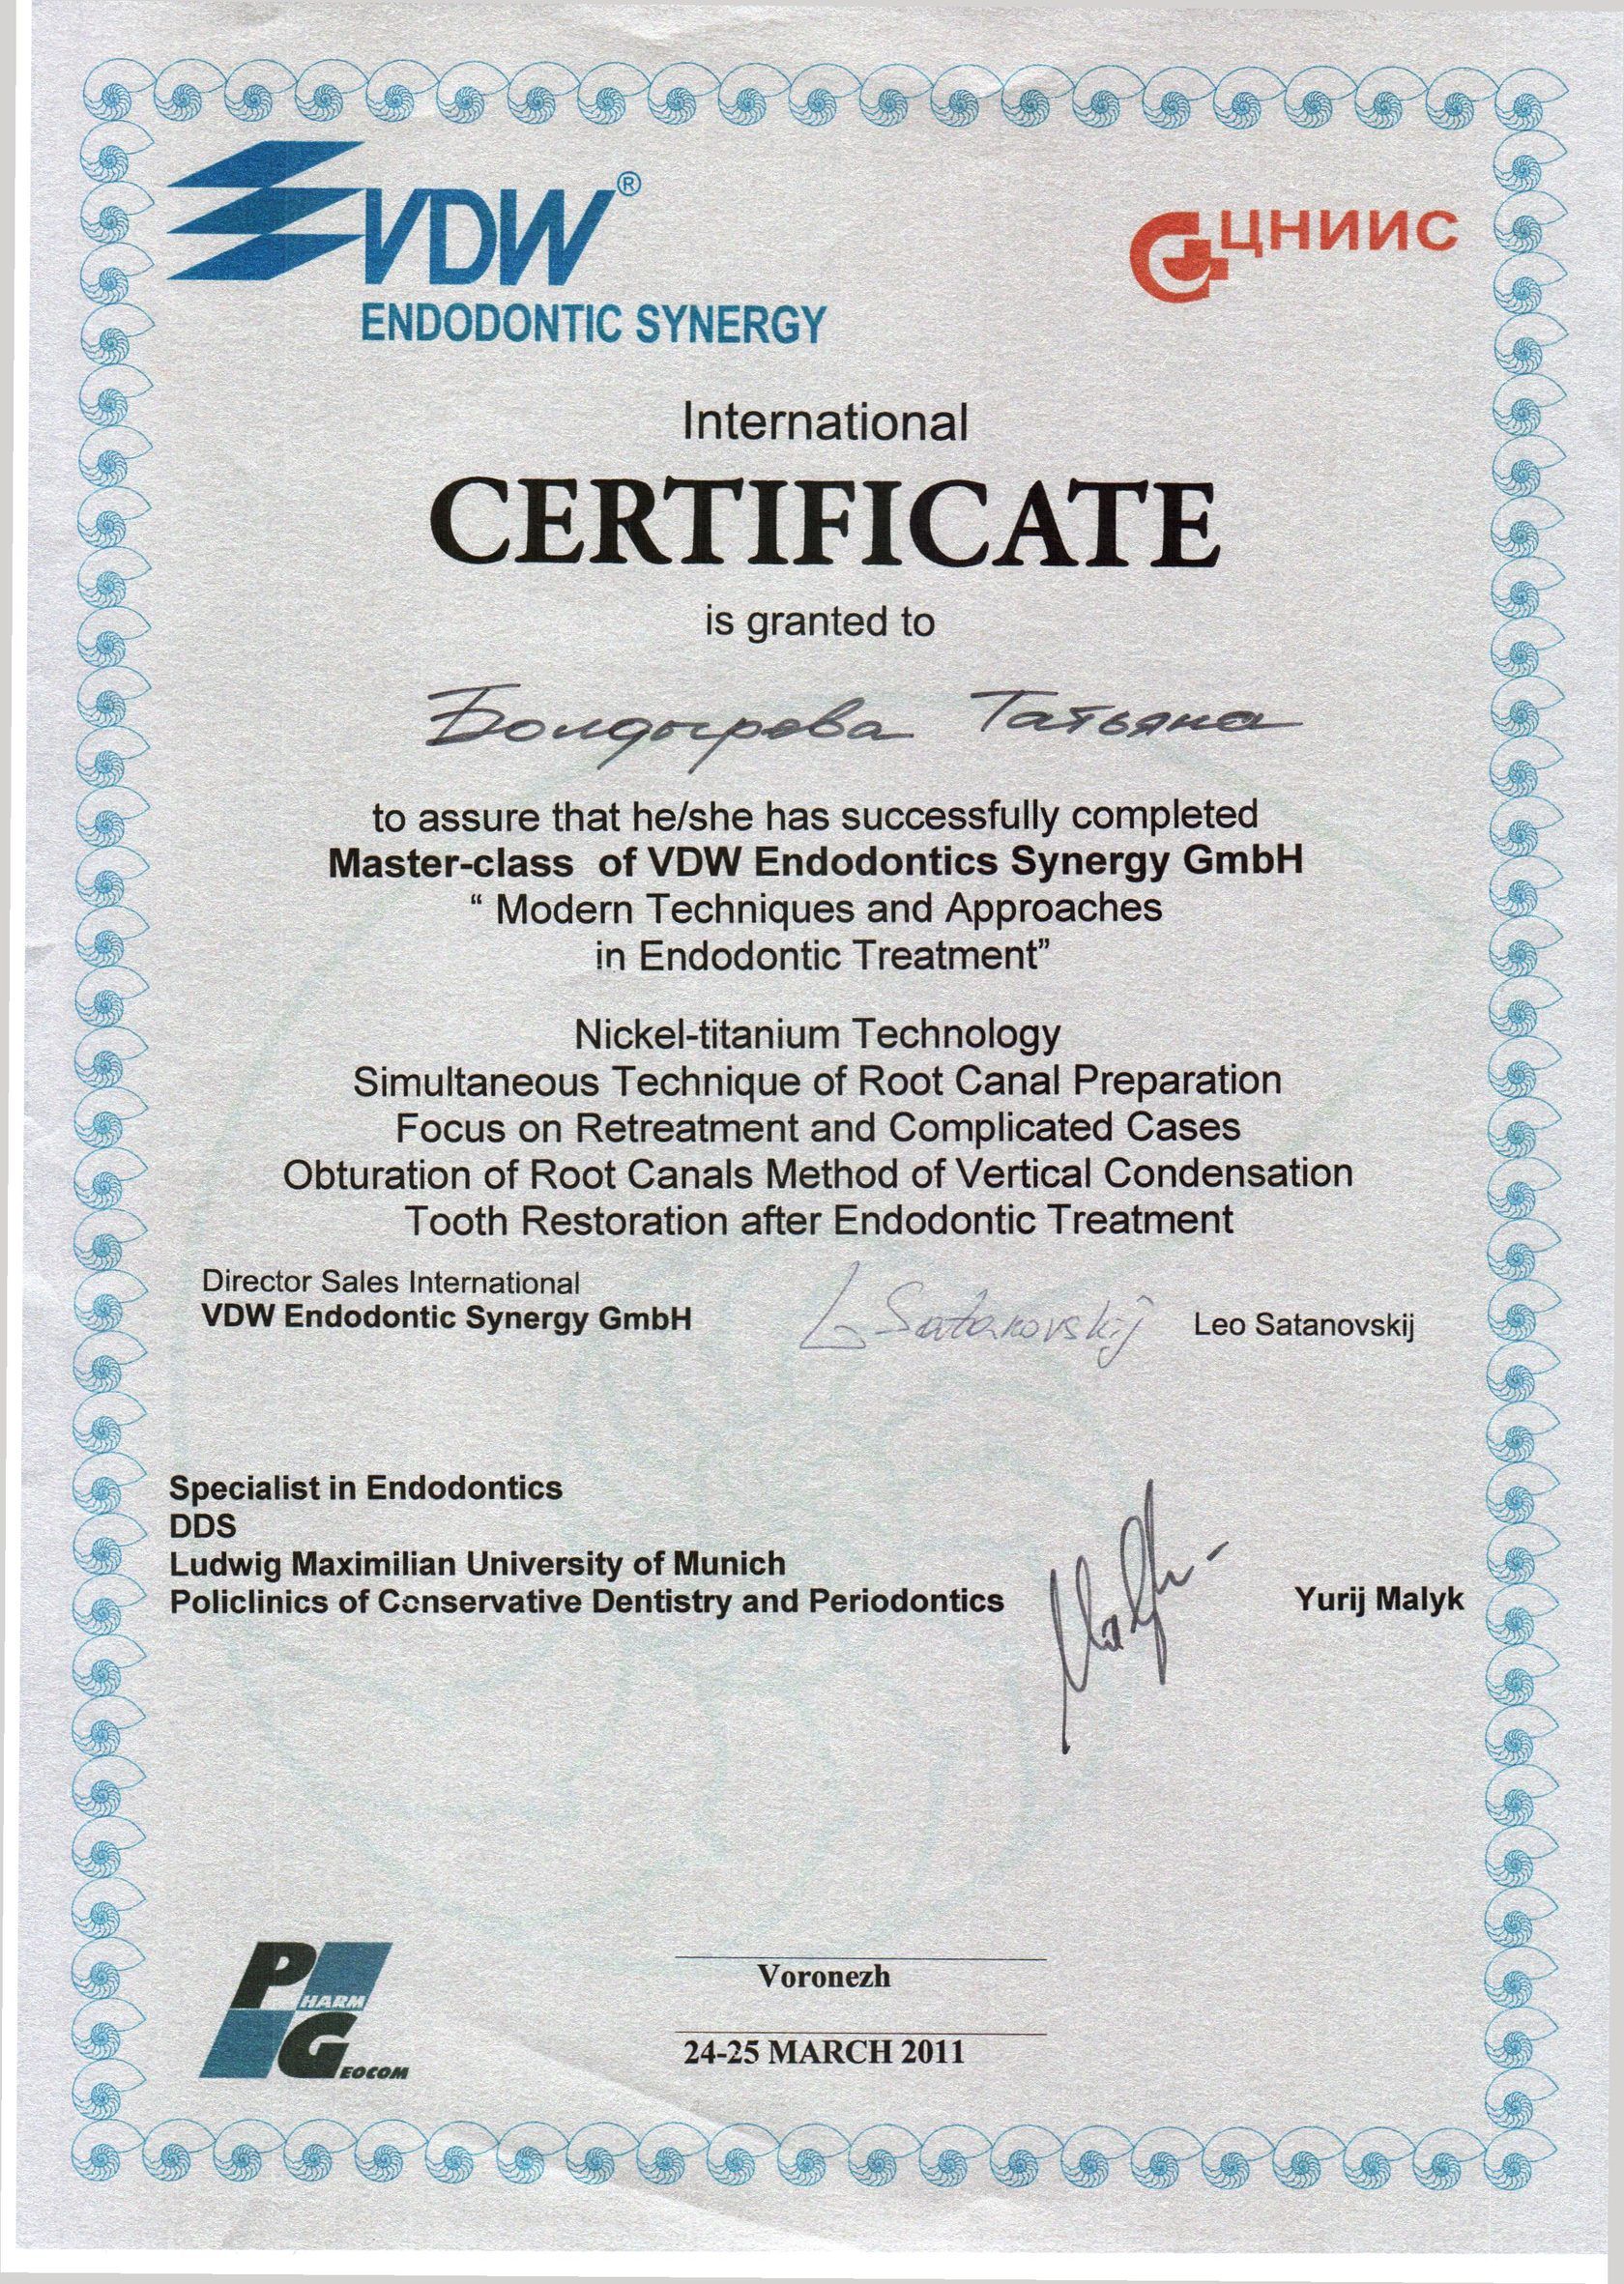 VDW®
ENDODONTIC SYNERGY
ЦНИИС
International
CERTIFICATE
is granted to
Болдырева Татьяна
to assure that he/she has successfully completed
Master-class of VDW Endodontics Synergy GmbH
“ Modern Techniques and Approaches
in Endodontic Treatment”
Nickel-titanium Technology
Simultaneous Technique of Root Canal Preparation
Focus on Retreatment and Complicated Cases
Obturation of Root Canals Method of Vertical Condensation
Tooth Restoration after Endodontic Treatment
Director Sales International
VDW Endodontic Synergy GmbH
L Satanovskij
Leo Satanovskij
Specialist in Endodontics
DDS
Ludwig Maximilian University of Munich
Policlinics of Conservative Dentistry and Periodontics
Yurij Malyk
PHARM
GEOCOM
Voronezh
24-25 MARCH 2011